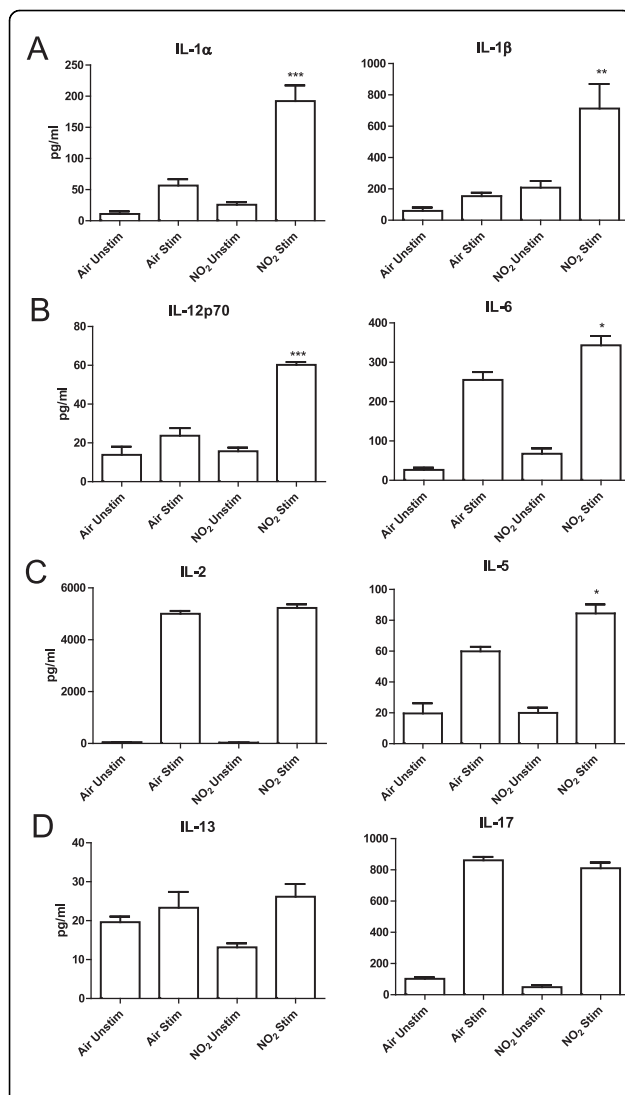 A
IL-1α
250
200
150
100
50
0
pg/ml
***
Air Unstim
Air Stim
NO2 Unstim
NO2 Stim
IL-1β
1000
800
600
400
200
0
**
Air Unstim
Air Stim
NO2 Unstim
NO2 Stim
B
IL-12p70
80
60
40
20
0
pg/ml
***
Air Unstim
Air Stim
NO2 Unstim
NO2 Stim
IL-6
400
300
200
100
0
*
Air Unstim
Air Stim
NO2 Unstim
NO2 Stim
C
IL-2
6000
4000
2000
0
pg/ml
Air Unstim
Air Stim
NO2 Unstim
NO2 Stim
IL-5
100
80
60
40
20
0
*
Air Unstim
Air Stim
NO2 Unstim
NO2 Stim
D
IL-13
40
30
20
10
0
pg/ml
Air Unstim
Air Stim
NO2 Unstim
NO2 Stim
IL-17
1000
800
600
400
200
0
Air Unstim
Air Stim
NO2 Unstim
NO2 Stim